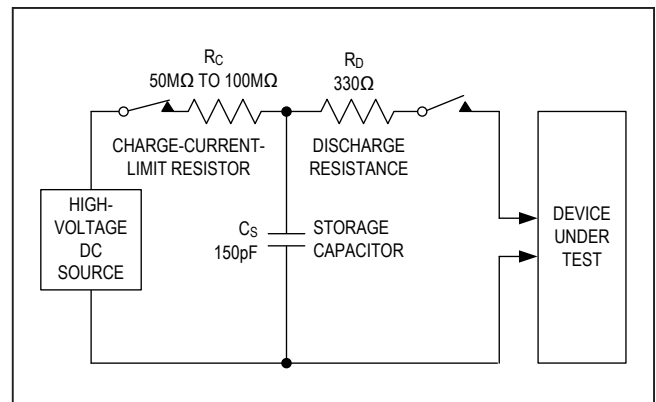 RC
50MΩ TO 100MΩ
RD
330Ω
CHARGE-CURRENT-
LIMIT RESISTOR
DISCHARGE
RESISTANCE
HIGH-
VOLTAGE
DC
SOURCE
CS
150pF
STORAGE
CAPACITOR
DEVICE
UNDER
TEST